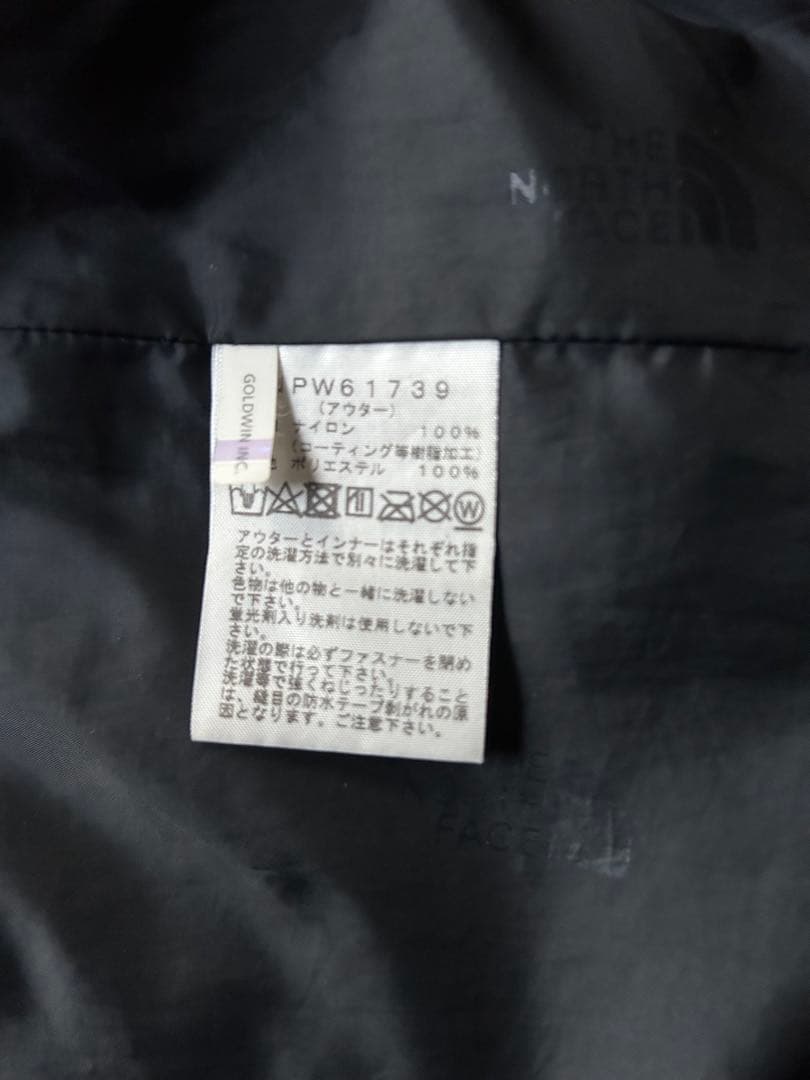 THE
NORTH
FACE
GOLDWIN INC.
PW61739
(アウター)
ナイロン 100%
(コーティング等樹脂加工)
ポリエステル 100%
W
アウターとインナーはそれぞれ指
定の洗濯方法で別々に洗濯して下
さい。
色物は他の物と一緒に洗濯しない
で下さい。
蛍光剤入り洗剤は使用しないで下
さい。
洗濯の際は必ずファスナーを閉め
た状態で行って下さい。
洗濯等で強くねじったりすること
は、縫目の防水テープ剥がれの原
因となります。ご注意下さい。
FACE